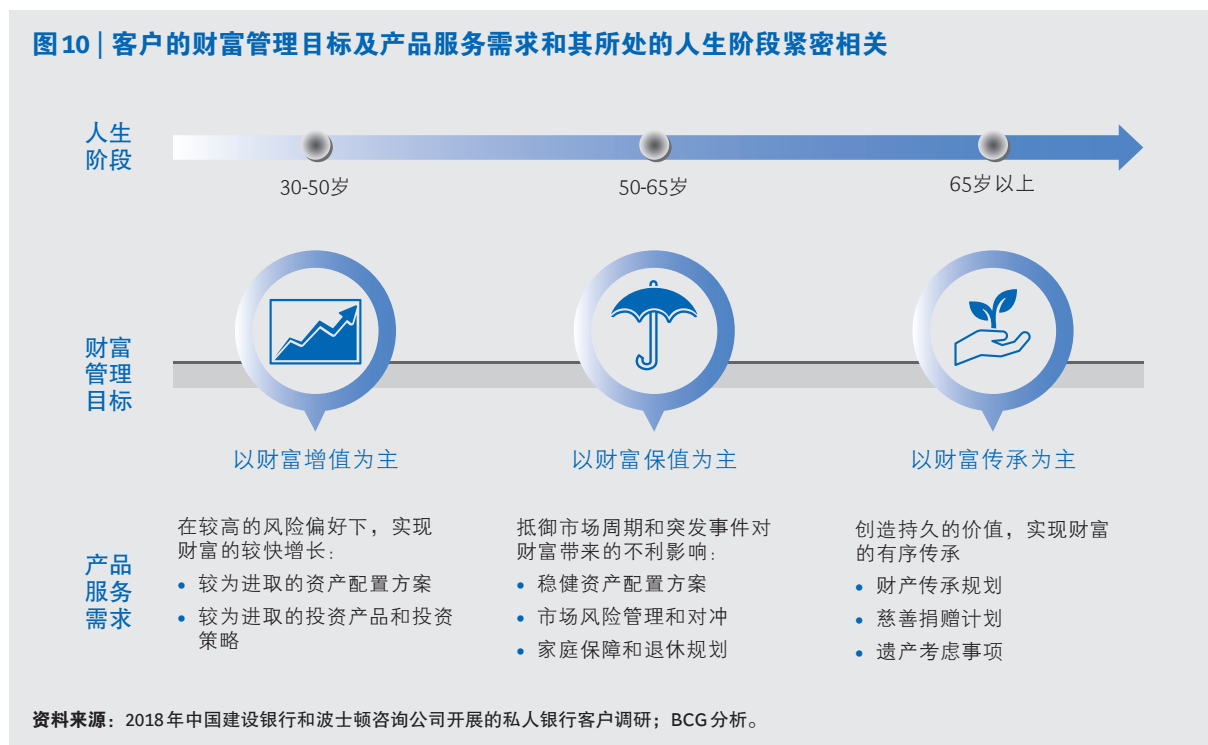 图10 | 客户的财富管理目标及产品服务需求和其所处的人生阶段紧密相关
人生
阶段
30-50岁
50-65岁
65岁以上
财富
管理
目标
以财富增值为主
以财富保值为主
以财富传承为主
产品
服务
需求
在较高的风险偏好下，实现
财富的较快增长：
• 较为进取的资产配置方案
• 较为进取的投资产品和投资
策略
抵御市场周期和突发事件对
财富带来的不利影响：
• 稳健资产配置方案
• 市场风险管理和对冲
• 家庭保障和退休规划
创造持久的价值，实现财富
的有序传承
• 财产传承规划
• 慈善捐赠计划
• 遗产考虑事项
资料来源：2018年中国建设银行和波士顿咨询公司开展的私人银行客户调研；BCG分析。